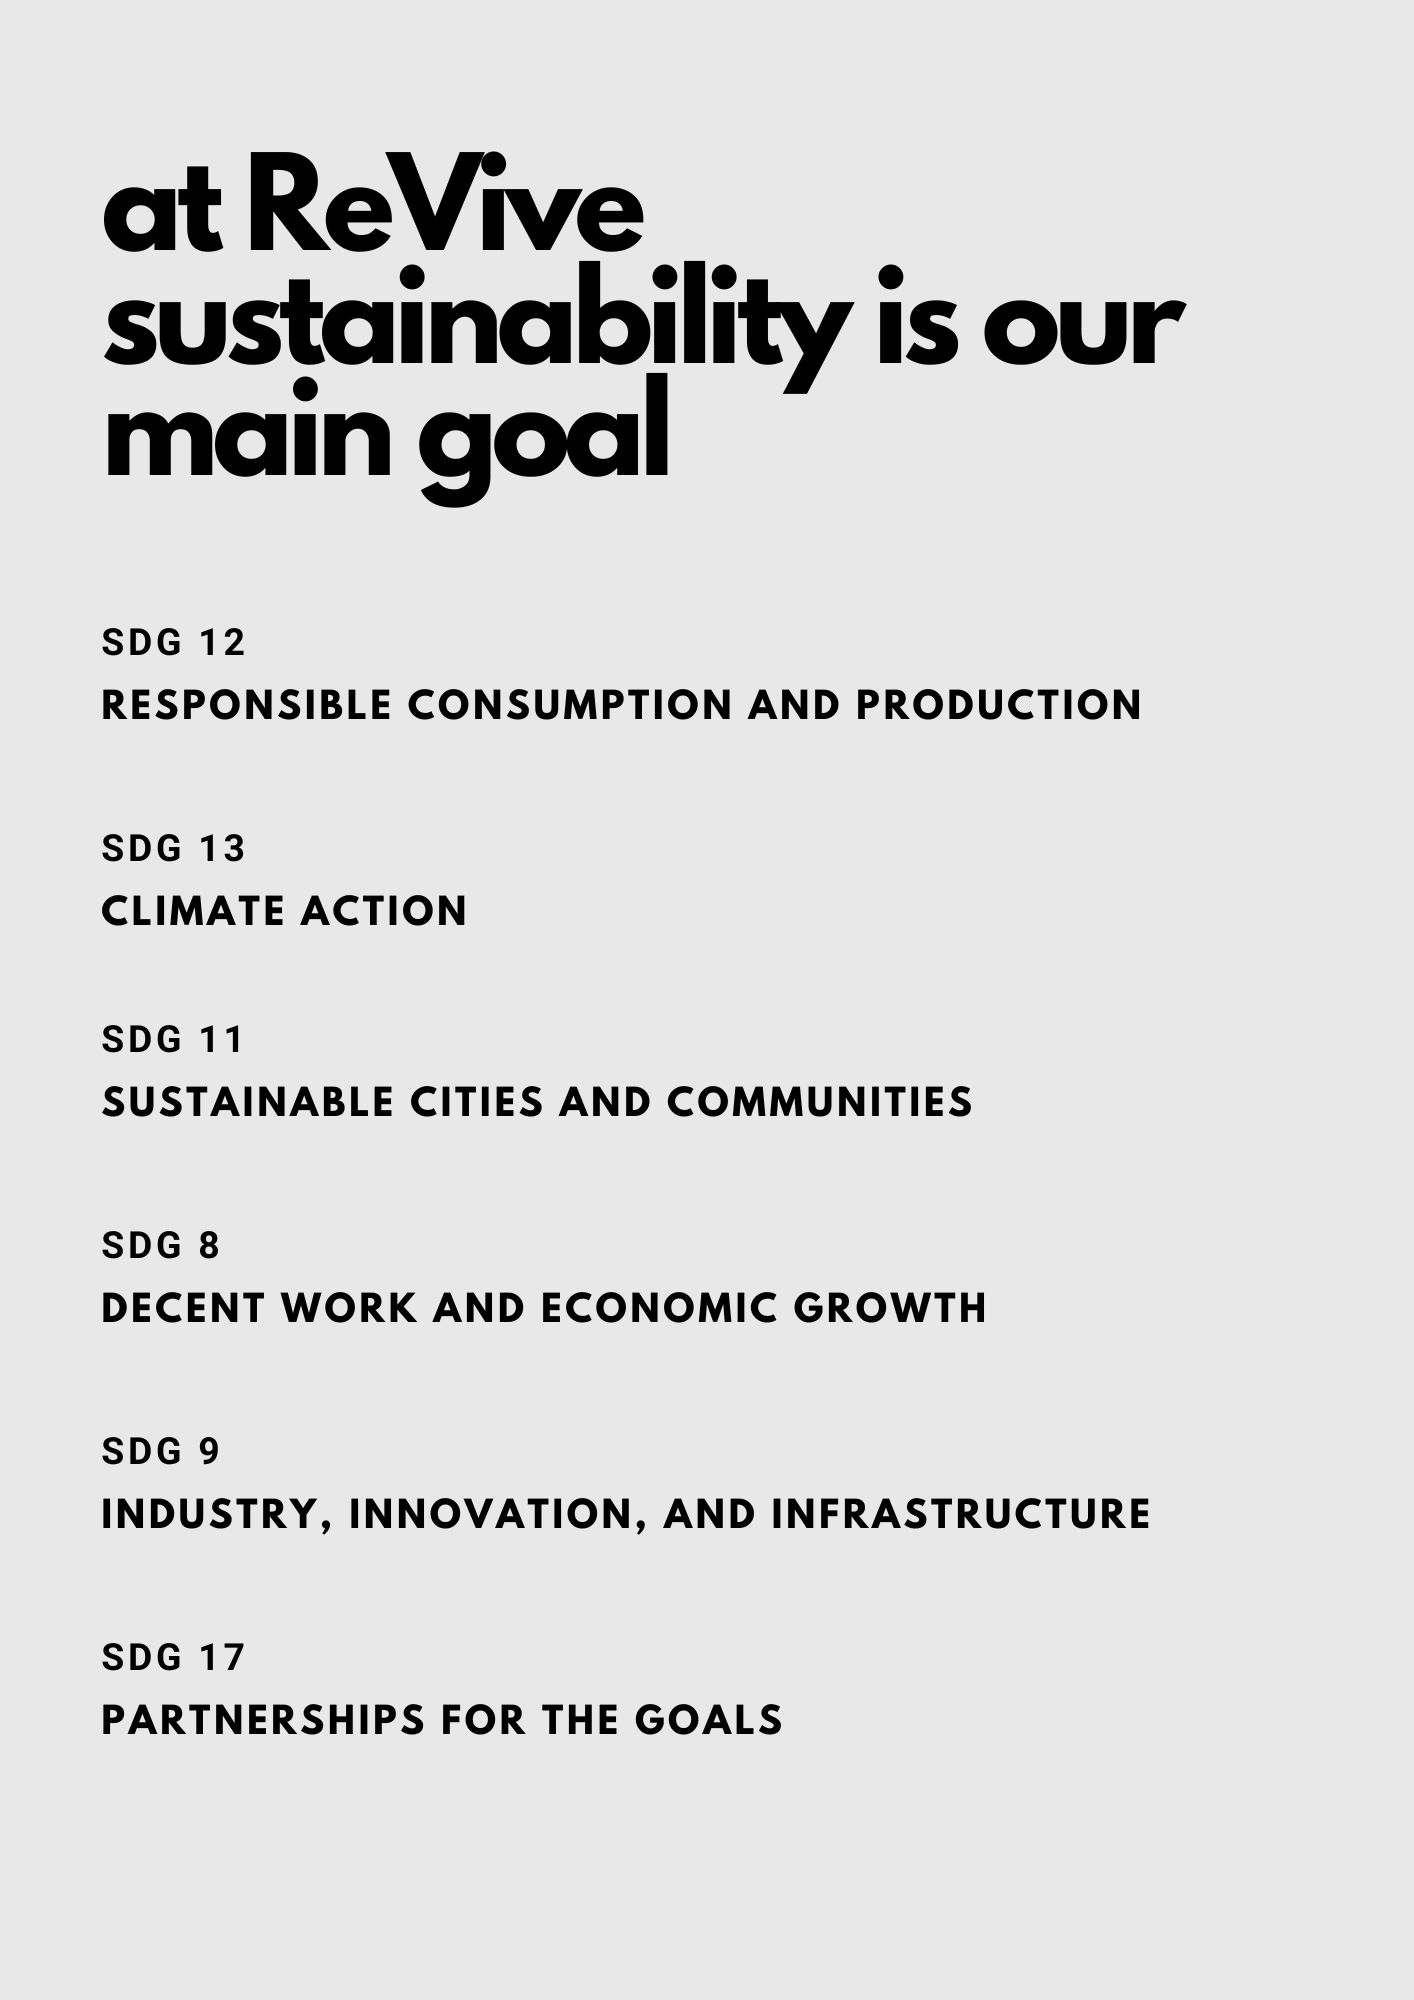 at ReVive
sustainability is our
main goal
SDG 12
RESPONSIBLE CONSUMPTION AND PRODUCTION
SDG 13
CLIMATE ACTION
SDG 11
SUSTAINABLE CITIES AND COMMUNITIES
SDG 8
DECENT WORK AND ECONOMIC GROWTH
SDG 9
INDUSTRY, INNOVATION, AND INFRASTRUCTURE
SDG 17
PARTNERSHIPS FOR THE GOALS